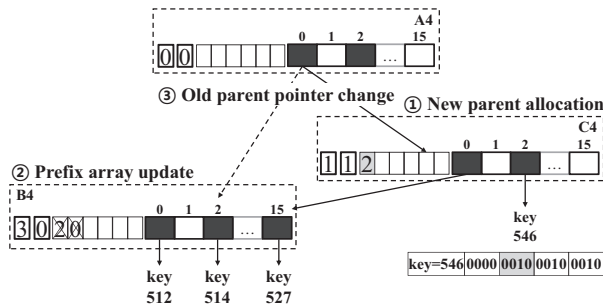 A4
0 1 2 15
0 0 ...
③ Old parent pointer change
① New parent allocation
C4
0 1 2 15
1 1 2 ...
② Prefix array update
B4
0 1 2 15
3 0 2 0 ...
key
546
key key key
512 514 527
key=546 0000 0010 0010 0010